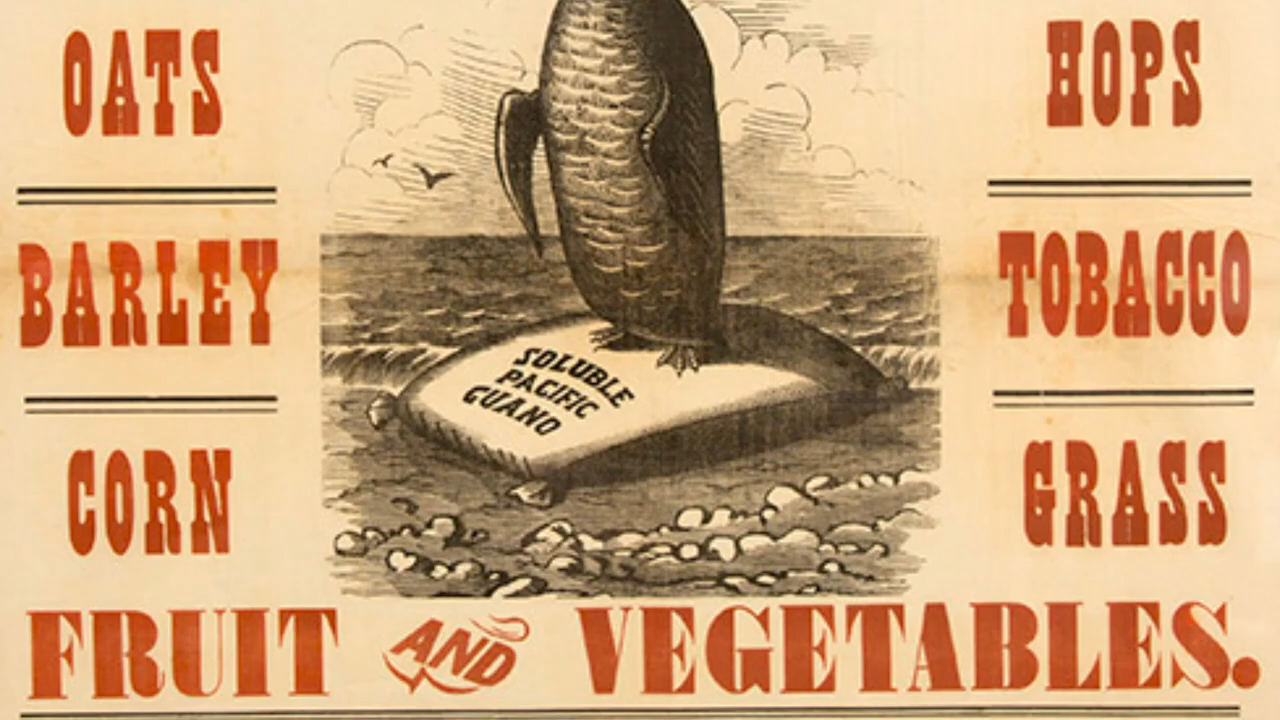 OATS
BARLEY
CORN
HOPS
TOBACCO
GRASS
SOLUBLE
PACIFIC
GUANO
FRUIT AND VEGETABLES.